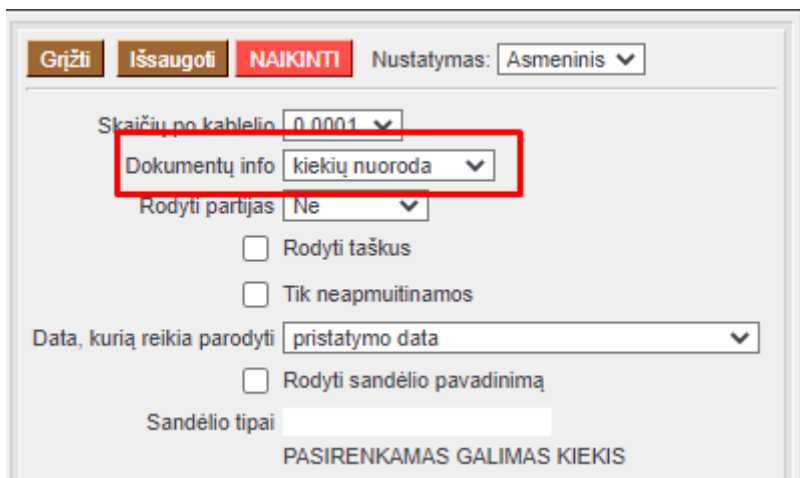 Grįžti Išsaugoti NAIKINTI Nustatymas: Asmeninis
Skaičių po kablelio 0.0001
Dokumentų info kiekių nuoroda
Rodyti partijas Ne
Rodyti taškus
Tik neapmuitinamos
Data, kurią reikia parodyti pristatymo data
Rodyti sandėlio pavadinimą
Sandėlio tipai
PASIRENKAMAS GALIMAS KIEKIS